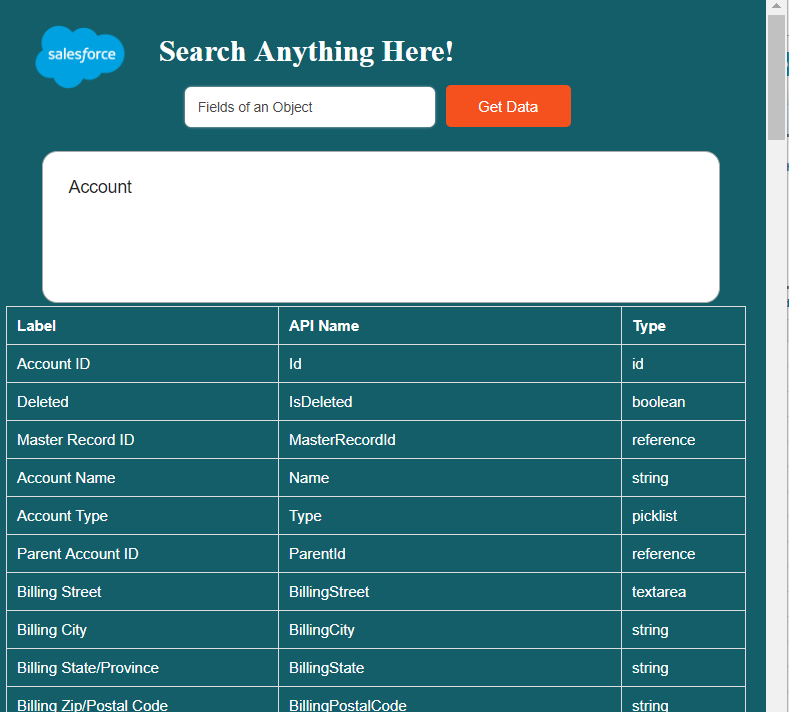 salesforce
Search Anything Here!
Fields of an Object
Get Data
Account
Label API Name Type
Account ID Id id
Deleted IsDeleted boolean
Master Record ID MasterRecordId reference
Account Name Name string
Account Type Type picklist
Parent Account ID ParentId reference
Billing Street BillingStreet textarea
Billing City BillingCity string
Billing State/Province BillingState string
Billing Zip/Postal Code BillingPostalCode string